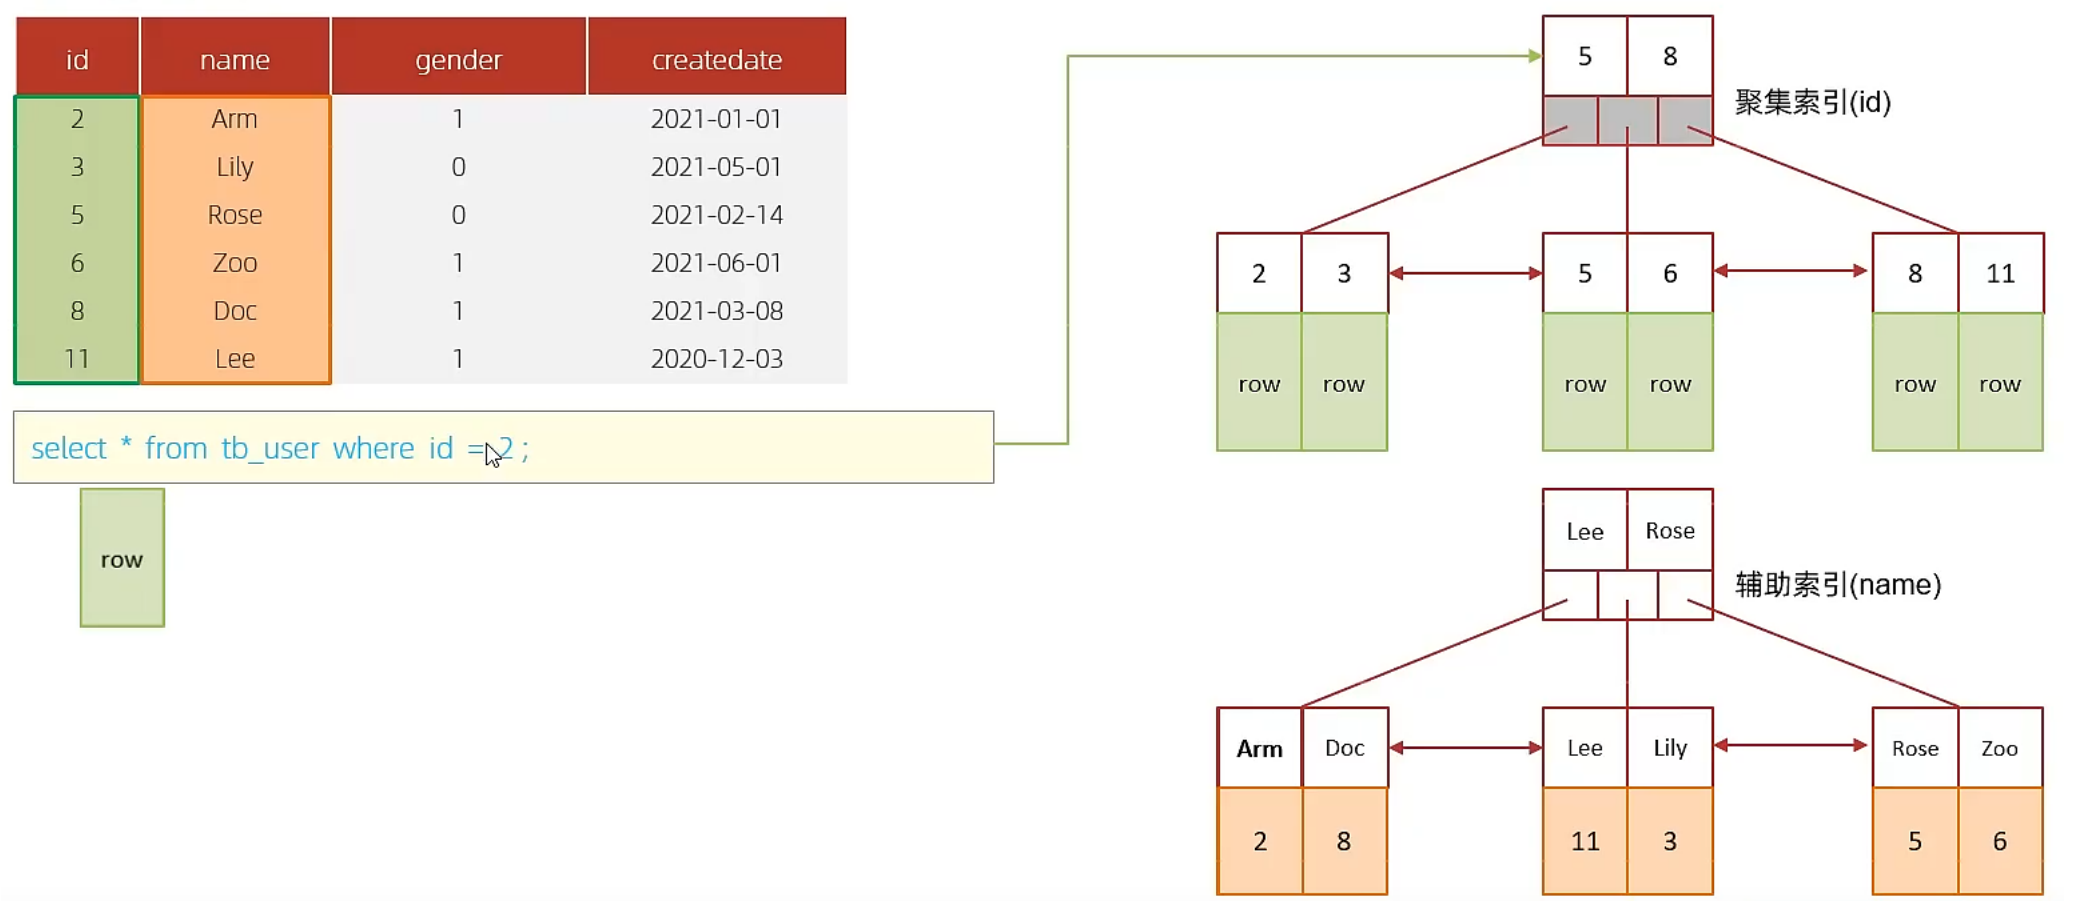 id name gender createdate
2 Arm 1 2021-01-01
3 Lily 0 2021-05-01
5 Rose 0 2021-02-14
6 Zoo 1 2021-06-01
8 Doc 1 2021-03-08
11 Lee 1 2020-12-03
select * from tb_user where id = 2 ;
row
5 8
聚集索引(id)
2 3 5 6 8 11
row row row row row row
Lee Rose
辅助索引(name)
Arm Doc Lee Lily Rose Zoo
2 8 11 3 5 6